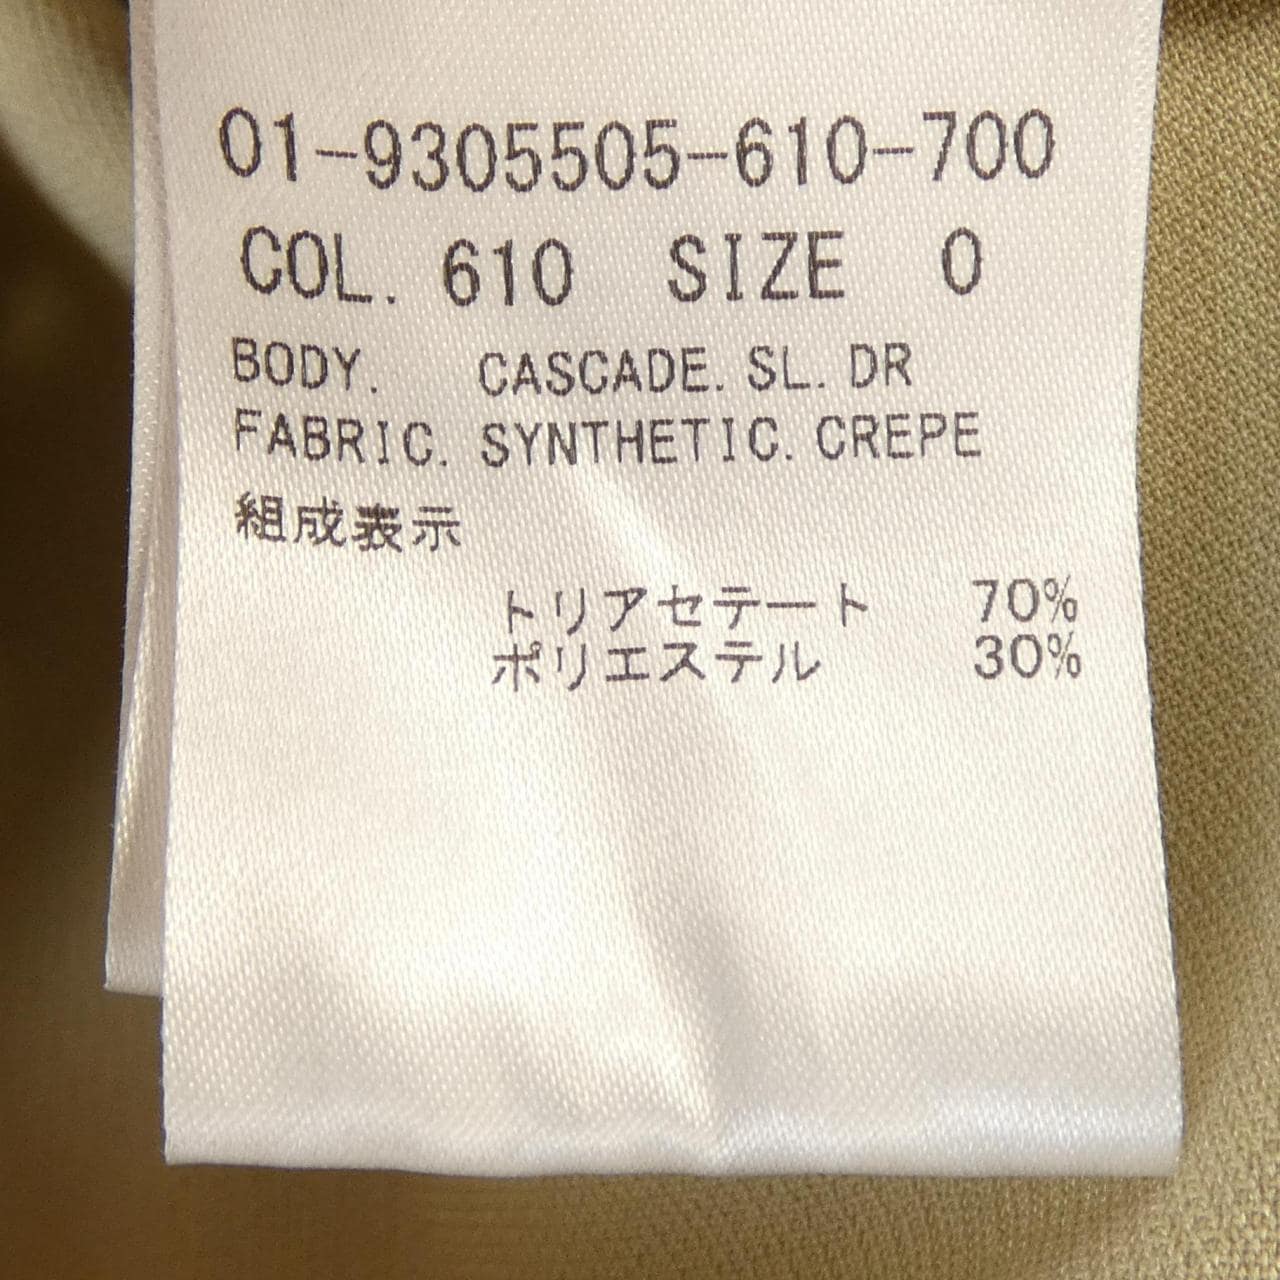 01-9305505-610-700
COL. 610 SIZE 0
BODY. CASCADE. SL. DR
FABRIC. SYNTHETIC. CREPE
組成表示
トリアセテート 70%
ポリエステル 30%